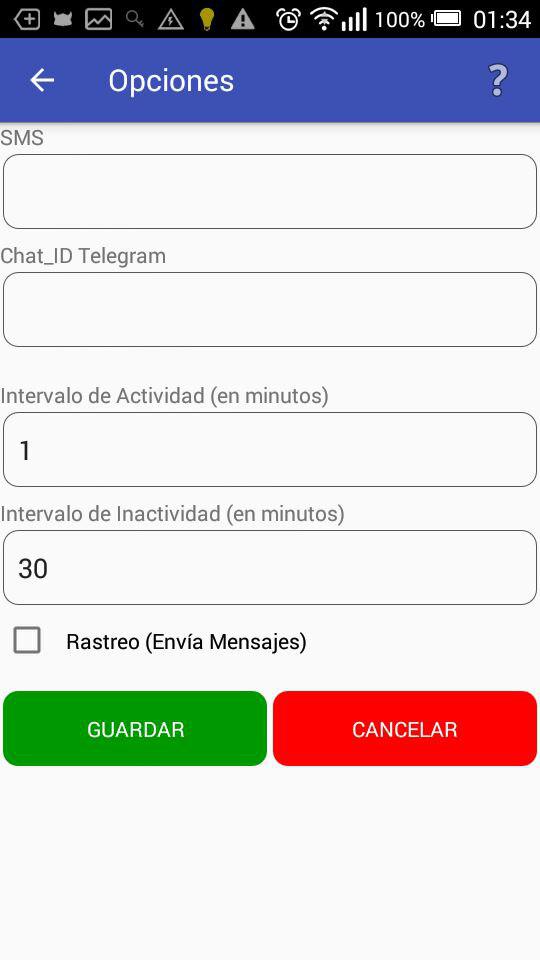 100% 01:34
Opciones ?
SMS
Chat_ID Telegram
Intervalo de Actividad (en minutos)
1
Intervalo de Inactividad (en minutos)
30
Rastreo (Envía Mensajes)
GUARDAR CANCELAR